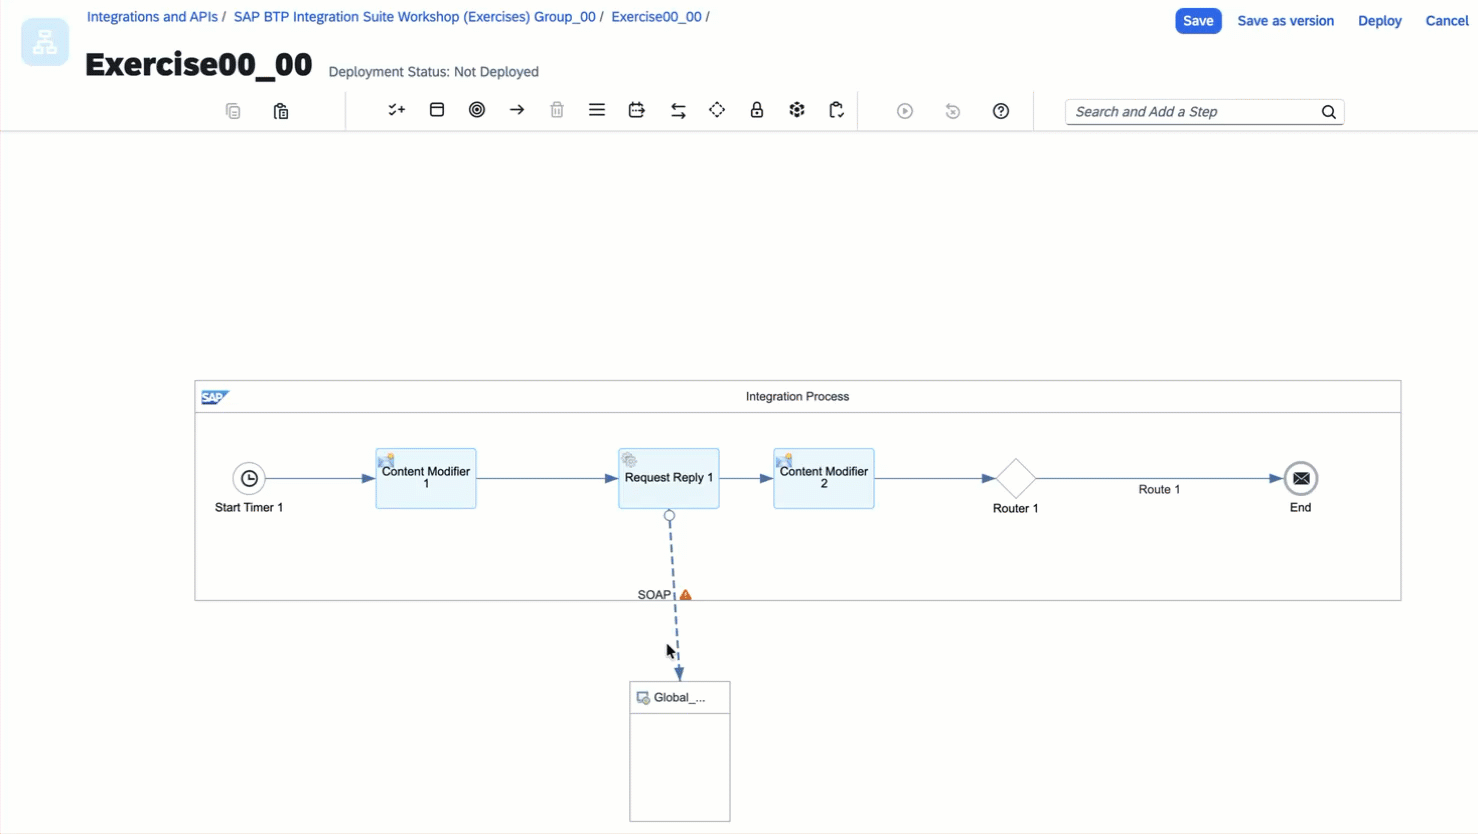 Integrations and APIs / SAP BTP Integration Suite Workshop (Exercises) Group_00 / Exercise00_00 /
Save Save as version Deploy Cancel
Exercise00_00 Deployment Status: Not Deployed
Search and Add a Step
SAP Integration Process
Content Modifier
1
Request Reply 1
Content Modifier
2
Route 1
Start Timer 1
Router 1
End
SOAP
Global_...